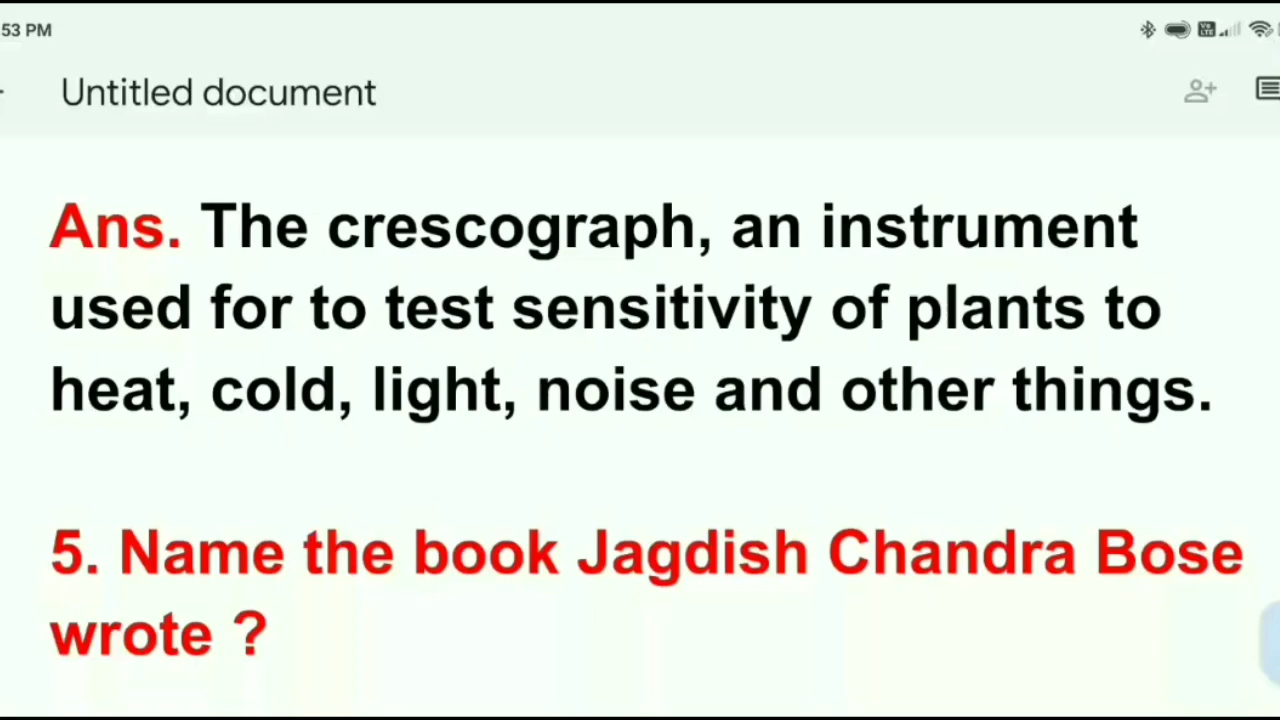 53 PM
Untitled document
Ans. The crescograph, an instrument
used for to test sensitivity of plants to
heat, cold, light, noise and other things.
5. Name the book Jagdish Chandra Bose
wrote ?